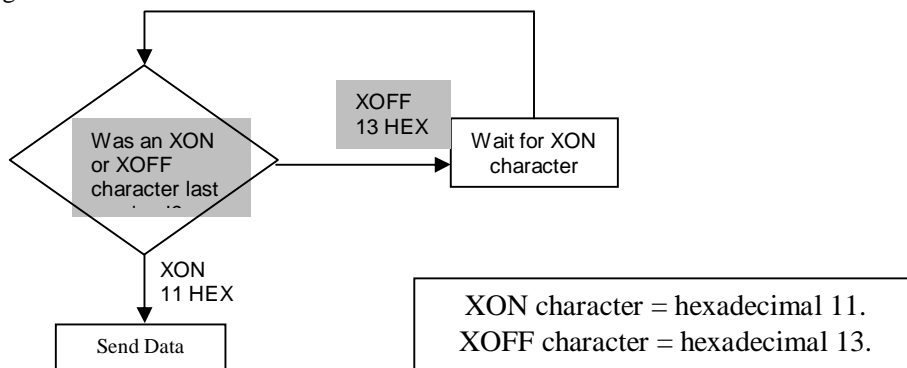 XOFF
13 HEX
Was an XON
or XOFF
character last
Wait for XON
character
XON
11 HEX
Send Data
XON character = hexadecimal 11.
XOFF character = hexadecimal 13.